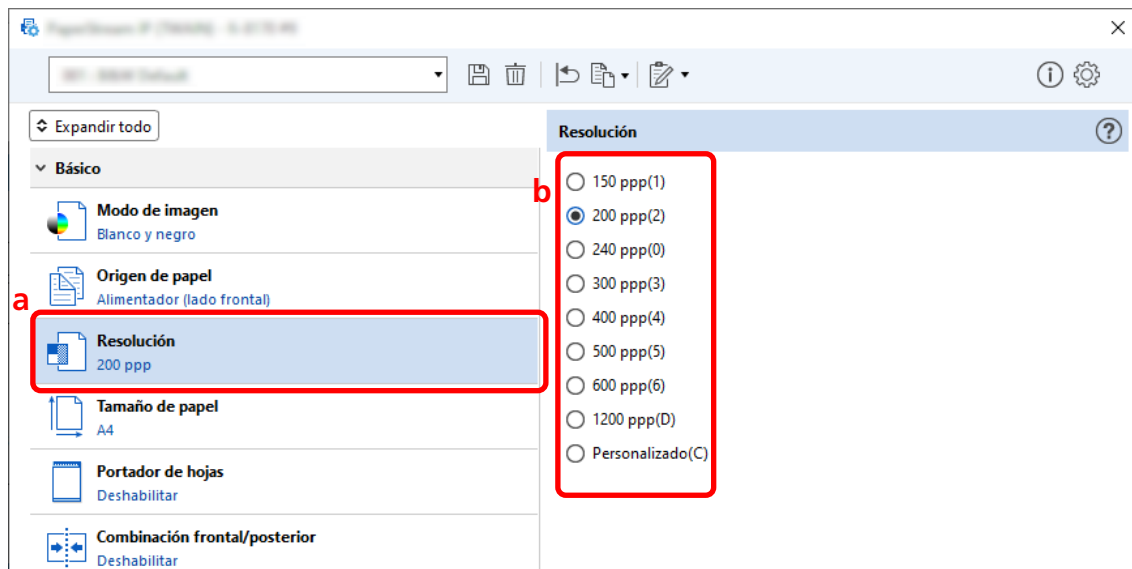 Expandir todo
Resolución
Básico
Modo de imagen
Blanco y negro
Origen de papel
Alimentador (lado frontal)
a
Resolución
200 ppp
Tamaño de papel
A4
Portador de hojas
Deshabilitar
Combinación frontal/posterior
Deshabilitar
b
150 ppp(1)
200 ppp(2)
240 ppp(0)
300 ppp(3)
400 ppp(4)
500 ppp(5)
600 ppp(6)
1200 ppp(D)
Personalizado(C)